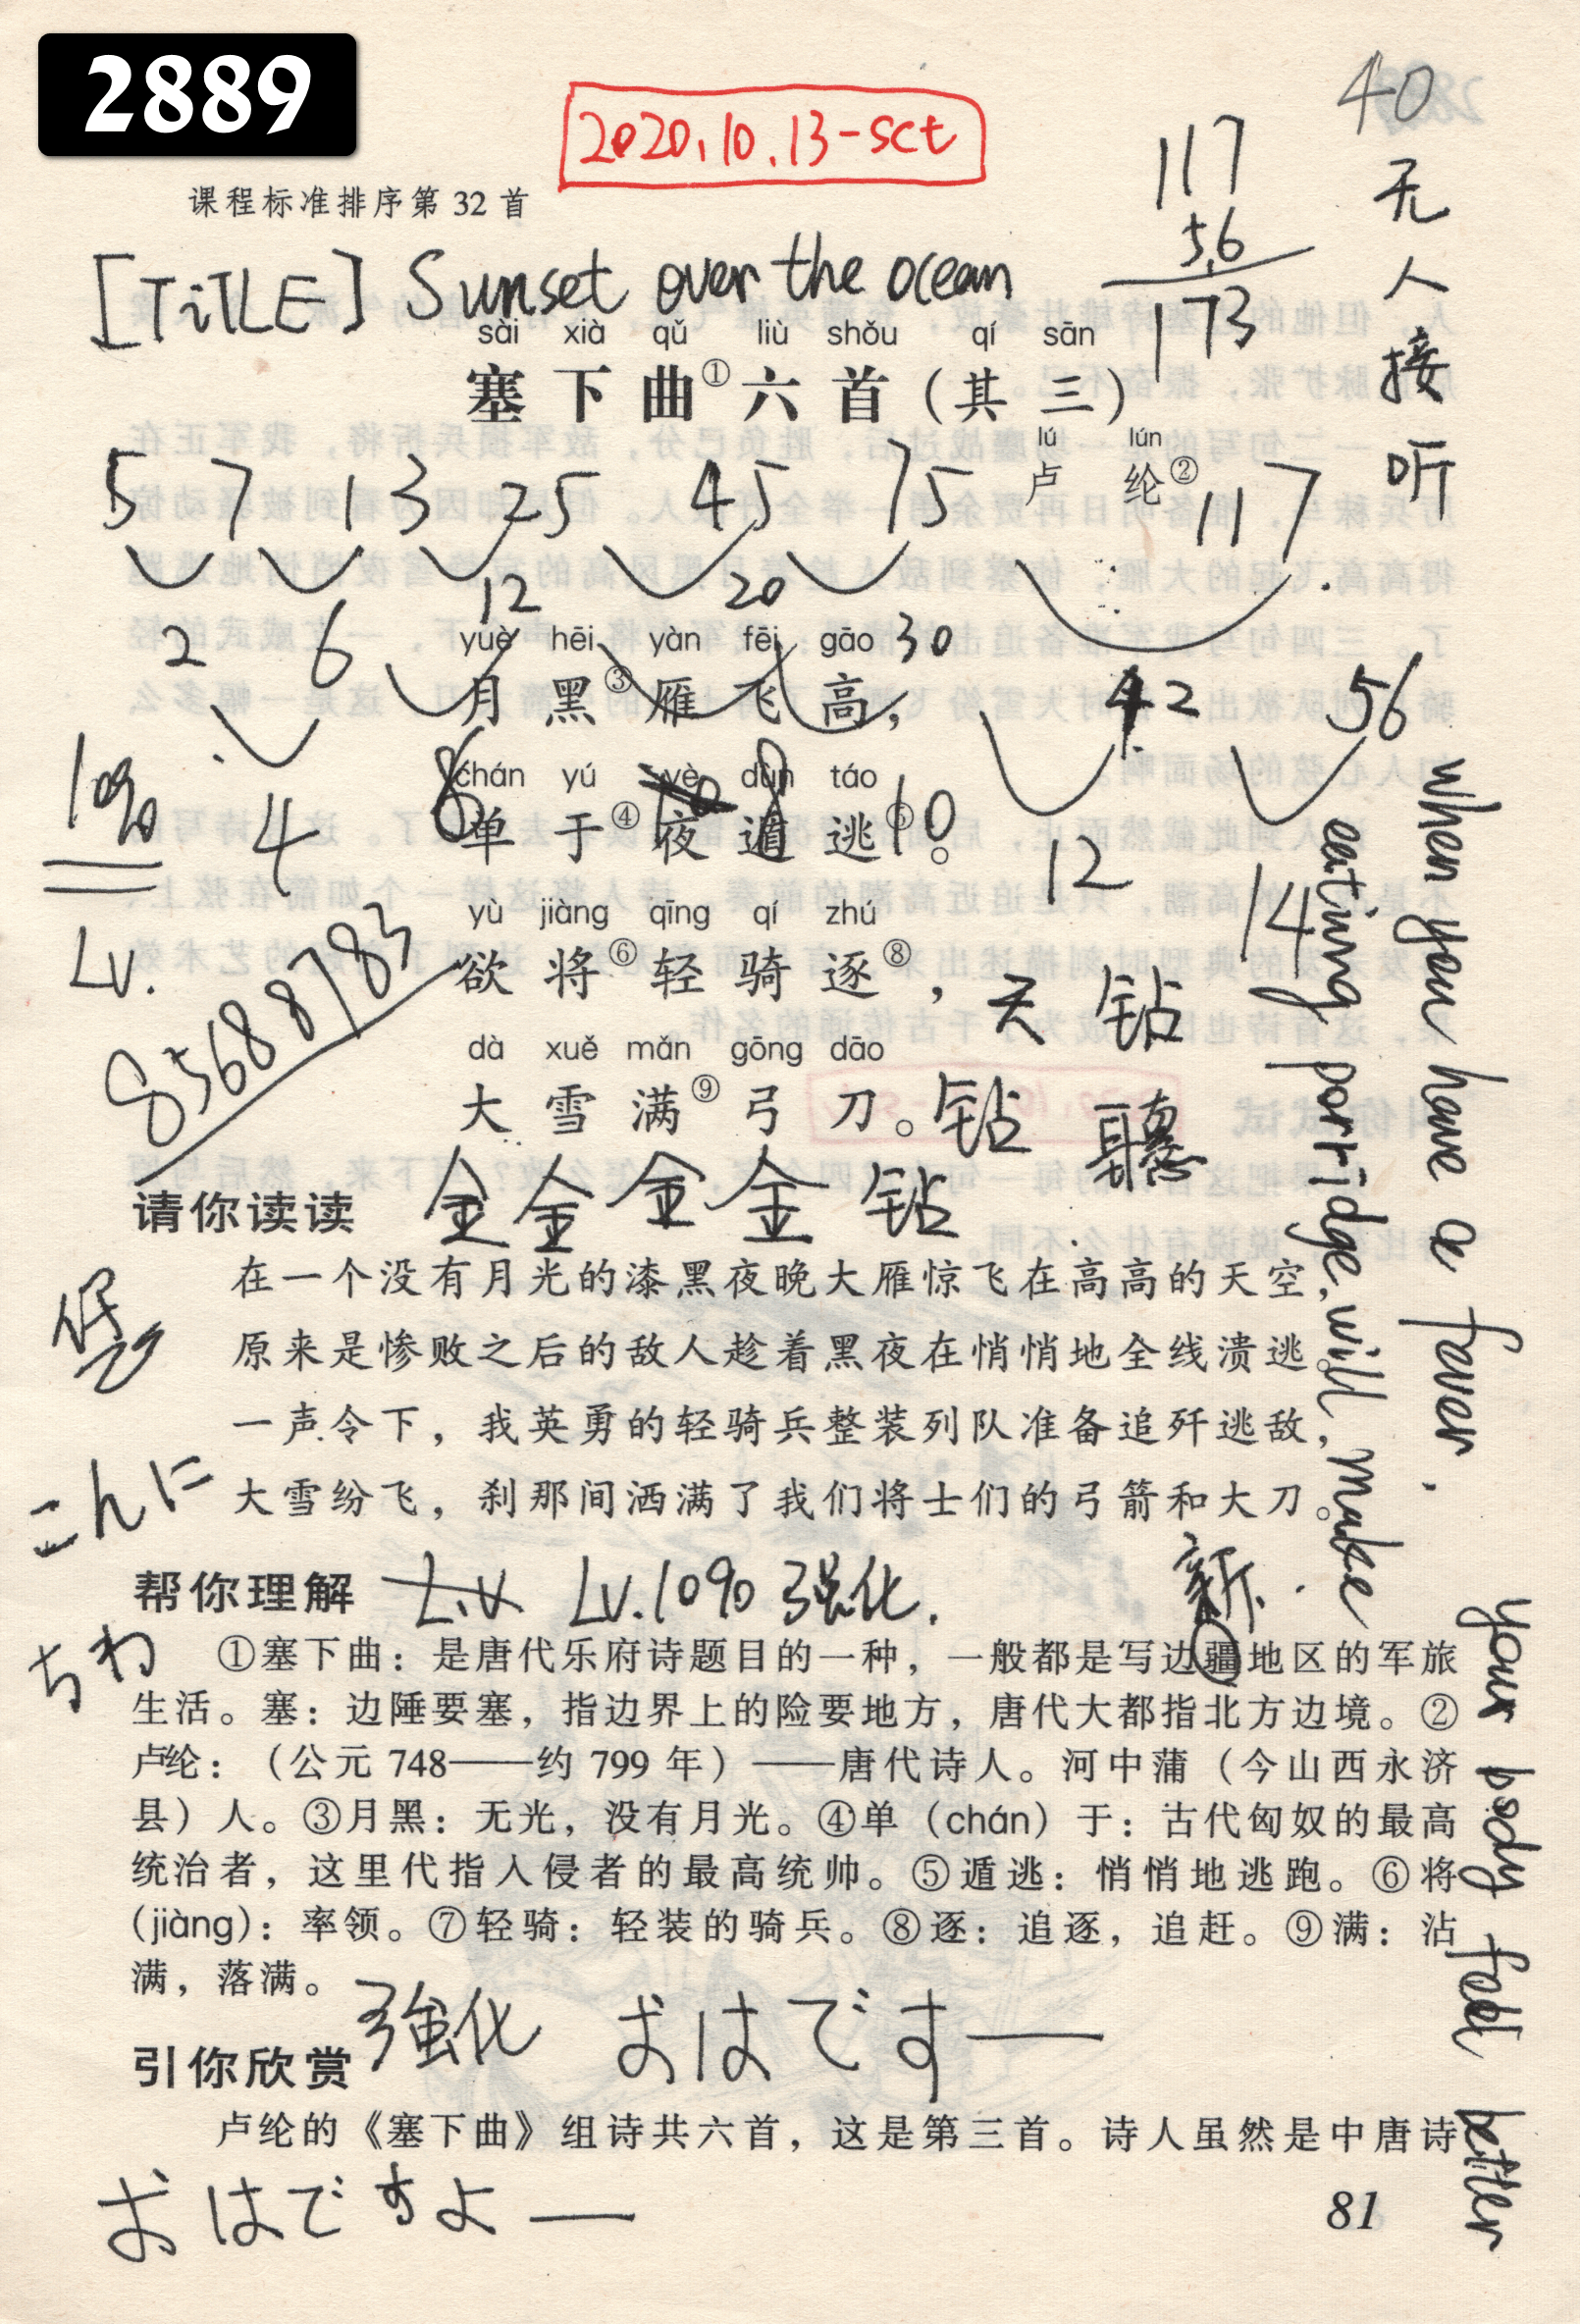 2889
2020.10.13-sct
40
117
56
173
无人接听
课程标准排序第 32 首
[TiTLE] Sunset over the ocean
sài xià qǔ liù shǒu qí sān
塞下曲①六首（其三）
lú lún
卢纶②
5 7 13 25 45 75 117
2 6 12 20 30 42 56
yuè hēi yàn fēi gāo
月黑③雁飞高，
4 6 8 10 12 14
chán yú yè dùn táo
单于④夜遁逃⑤。
10%
Lv.
85688783
yù jiàng qīng qí zhú
欲将⑥轻骑逐⑧，
天 钻
dà xuě mǎn gōng dāo
大雪满⑨弓刀。
钻 聽
金 金 金 金 钻
when you have a fever.
eating porridge will make
your body feel better
请你读读
在一个没有月光的漆黑夜晚大雁惊飞在高高的天空，
原来是惨败之后的敌人趁着黑夜在悄悄地全线溃逃。
一声令下，我英勇的轻骑兵整装列队准备追歼逃敌，
大雪纷飞，刹那间洒满了我们将士们的弓箭和大刀。
こんに
ちわ
帮你理解
Lv. Lv.10% 强化.
新.
①塞下曲：是唐代乐府诗题目的一种，一般都是写边疆地区的军旅
生活。塞：边陲要塞，指边界上的险要地方，唐代大都指北方边境。②
卢纶：（公元 748——约 799 年）——唐代诗人。河中蒲（今山西永济
县）人。③月黑：无光，没有月光。④单（chán）于：古代匈奴的最高
统治者，这里代指入侵者的最高统帅。⑤遁逃：悄悄地逃跑。⑥将
（jiàng）：率领。⑦轻骑：轻装的骑兵。⑧逐：追逐，追赶。⑨满：沾
满，落满。
強化 おはですー
引你欣赏
卢纶的《塞下曲》组诗共六首，这是第三首。诗人虽然是中唐诗
おはですよー
81